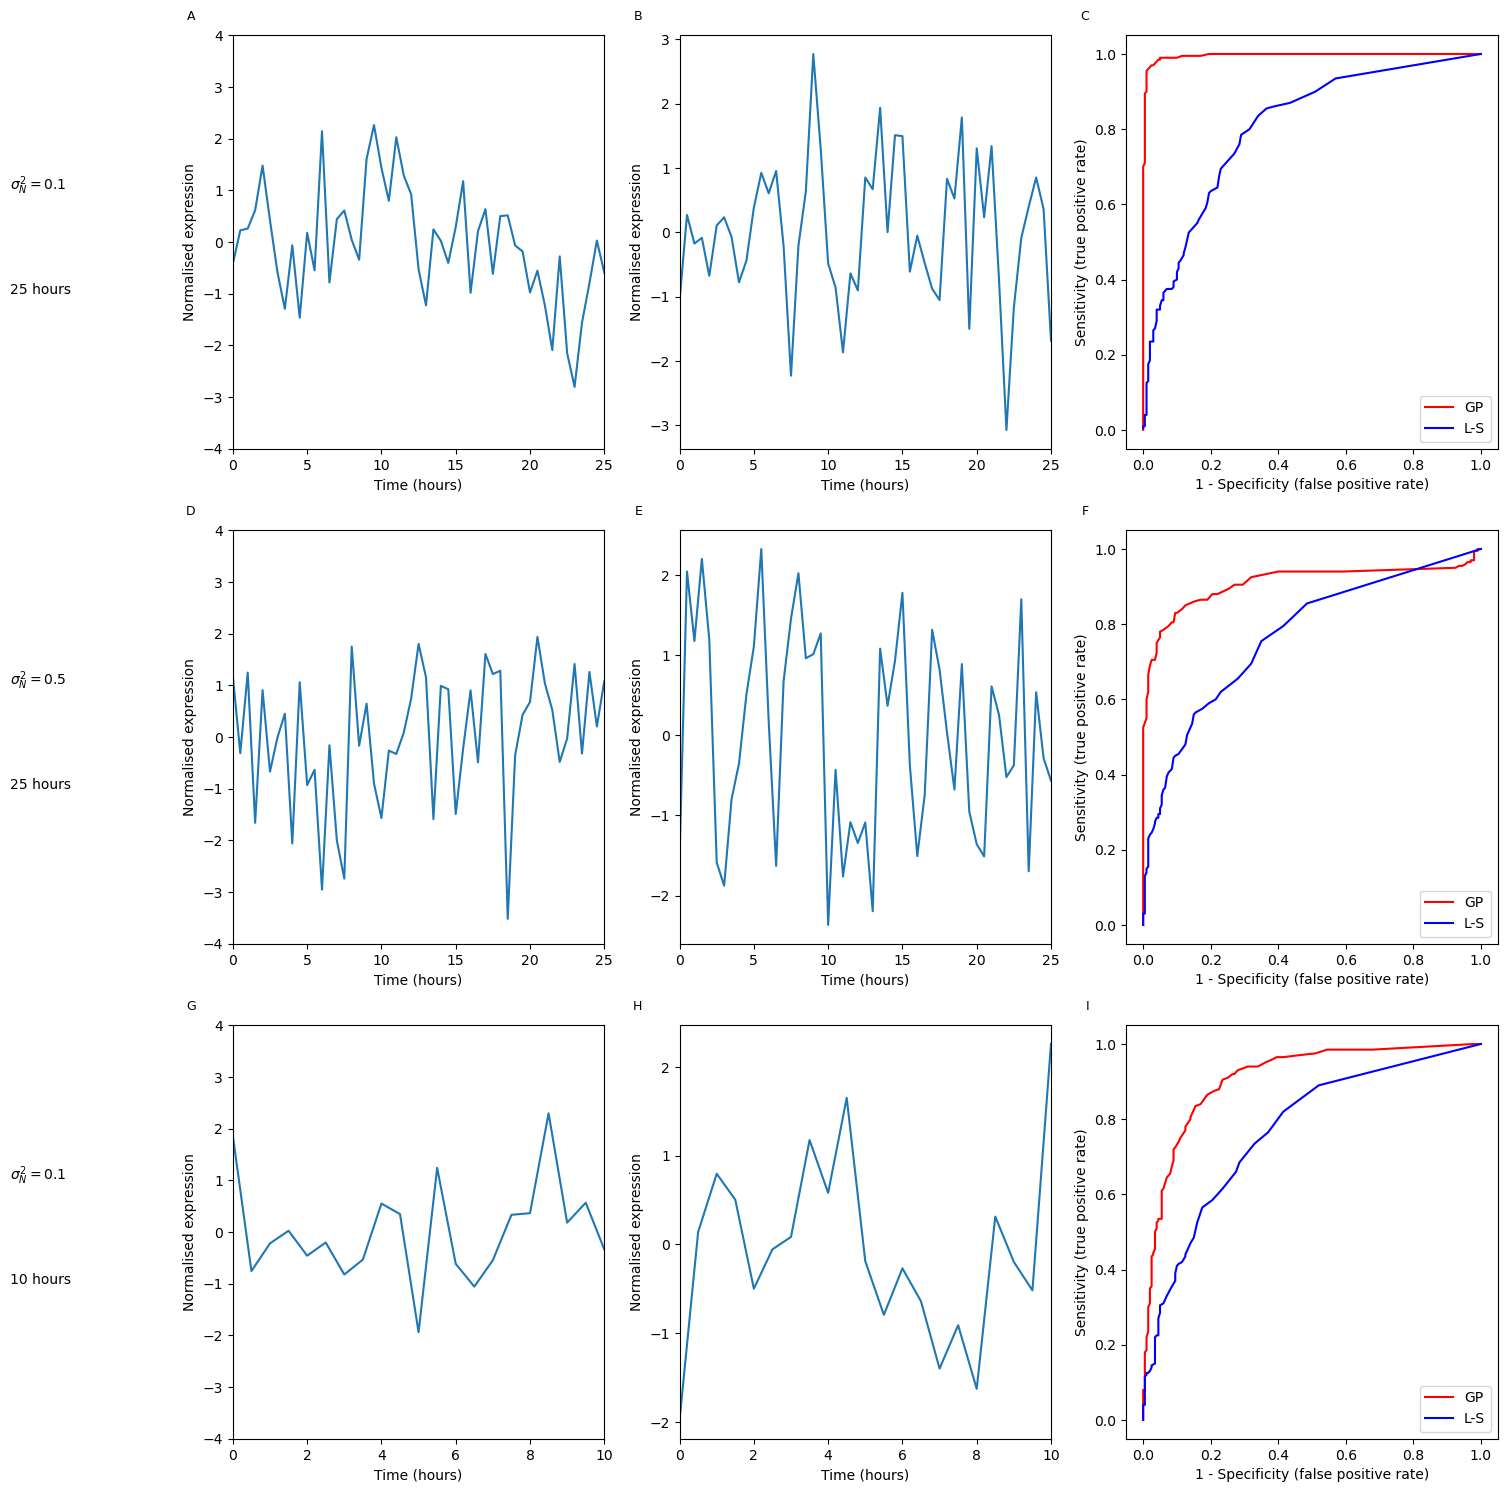 A
B
C
4
3
2
1
0
−1
−2
−3
−4
Normalised expression
0
5
10
15
20
25
Time (hours)
3
2
1
0
−1
−2
−3
Normalised expression
0
5
10
15
20
25
Time (hours)
1.0
0.8
0.6
0.4
0.2
0.0
Sensitivity (true positive rate)
GP
L-S
0.0
0.2
0.4
0.6
0.8
1.0
1 - Specificity (false positive rate)
σ²_N = 0.1
25 hours
D
E
F
4
3
2
1
0
−1
−2
−3
−4
Normalised expression
0
5
10
15
20
25
Time (hours)
2
1
0
−1
−2
Normalised expression
0
5
10
15
20
25
Time (hours)
1.0
0.8
0.6
0.4
0.2
0.0
Sensitivity (true positive rate)
GP
L-S
0.0
0.2
0.4
0.6
0.8
1.0
1 - Specificity (false positive rate)
σ²_N = 0.5
25 hours
G
H
I
4
3
2
1
0
−1
−2
−3
−4
Normalised expression
0
2
4
6
8
10
Time (hours)
2
1
0
−1
−2
Normalised expression
0
2
4
6
8
10
Time (hours)
1.0
0.8
0.6
0.4
0.2
0.0
Sensitivity (true positive rate)
GP
L-S
0.0
0.2
0.4
0.6
0.8
1.0
1 - Specificity (false positive rate)
σ²_N = 0.1
10 hours